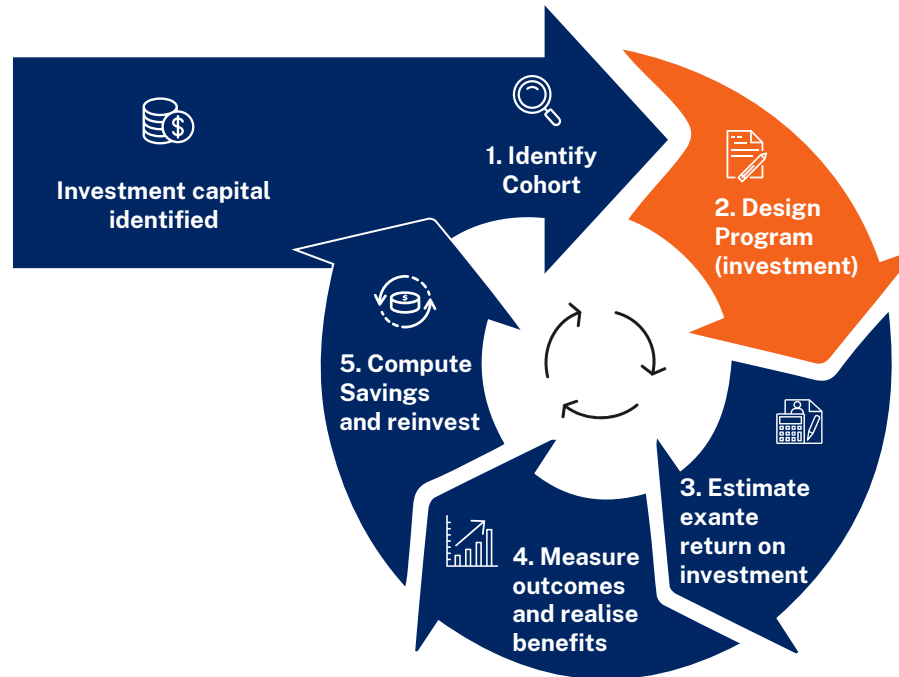 Investment capital
identified
1. Identify
Cohort
2. Design
Program
(investment)
3. Estimate
exante
return on
investment
4. Measure
outcomes
and realise
benefits
5. Compute
Savings
and reinvest
$
$